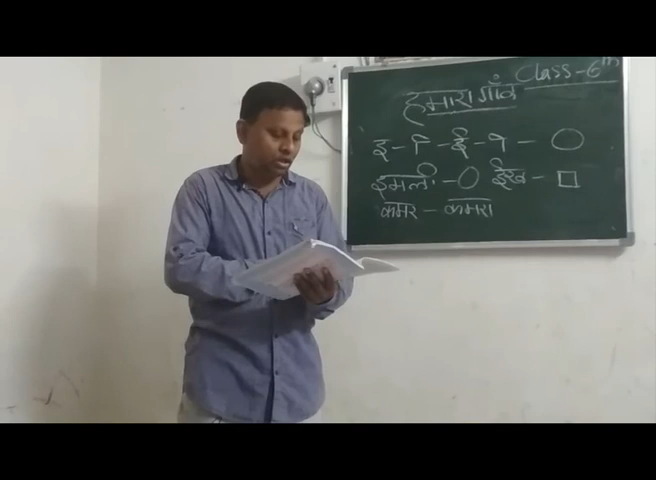 Class-6th
हमारा गाँव
इ-ि-ई-ी- ○
इमली-○ ईख-□
कमर-कमरा